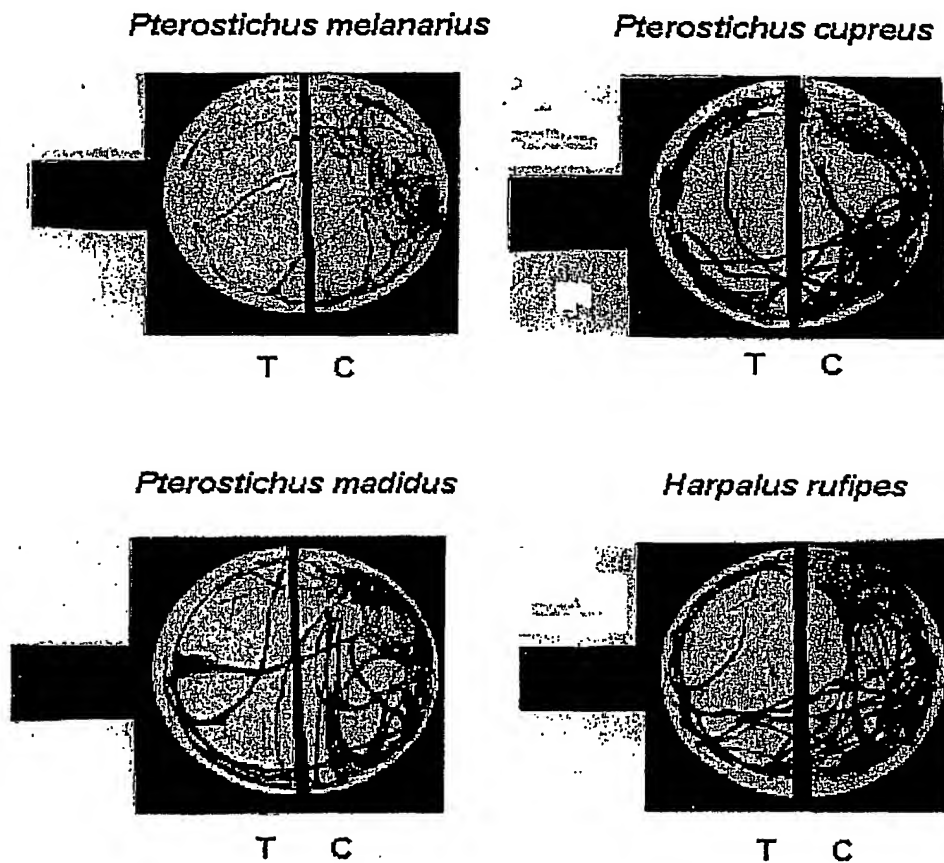 Pterostichus melanarius
Pterostichus cupreus
T C
T C
Pterostichus madidus
Harpalus rufipes
T C
T C